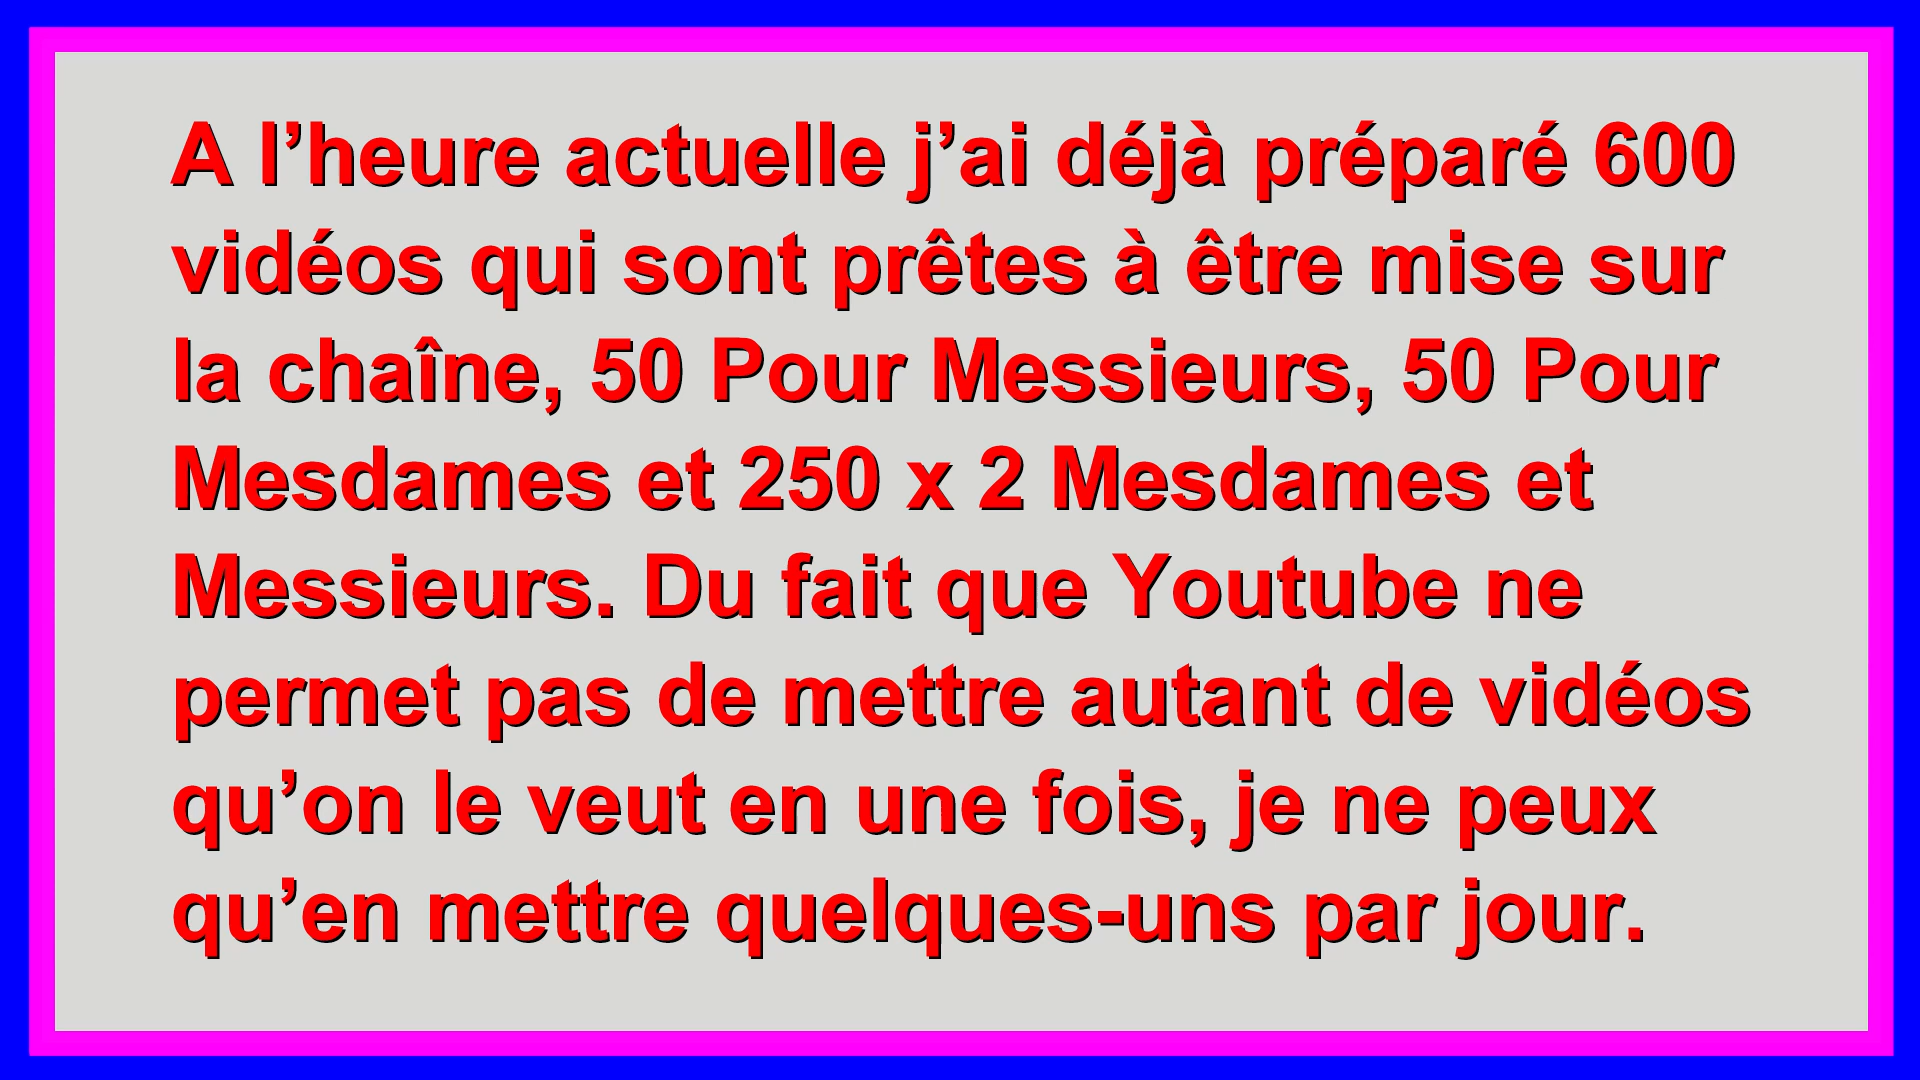 A l’heure actuelle j’ai déjà préparé 600
vidéos qui sont prêtes à être mise sur
la chaîne, 50 Pour Messieurs, 50 Pour
Mesdames et 250 x 2 Mesdames et
Messieurs. Du fait que Youtube ne
permet pas de mettre autant de vidéos
qu’on le veut en une fois, je ne peux
qu’en mettre quelques-uns par jour.